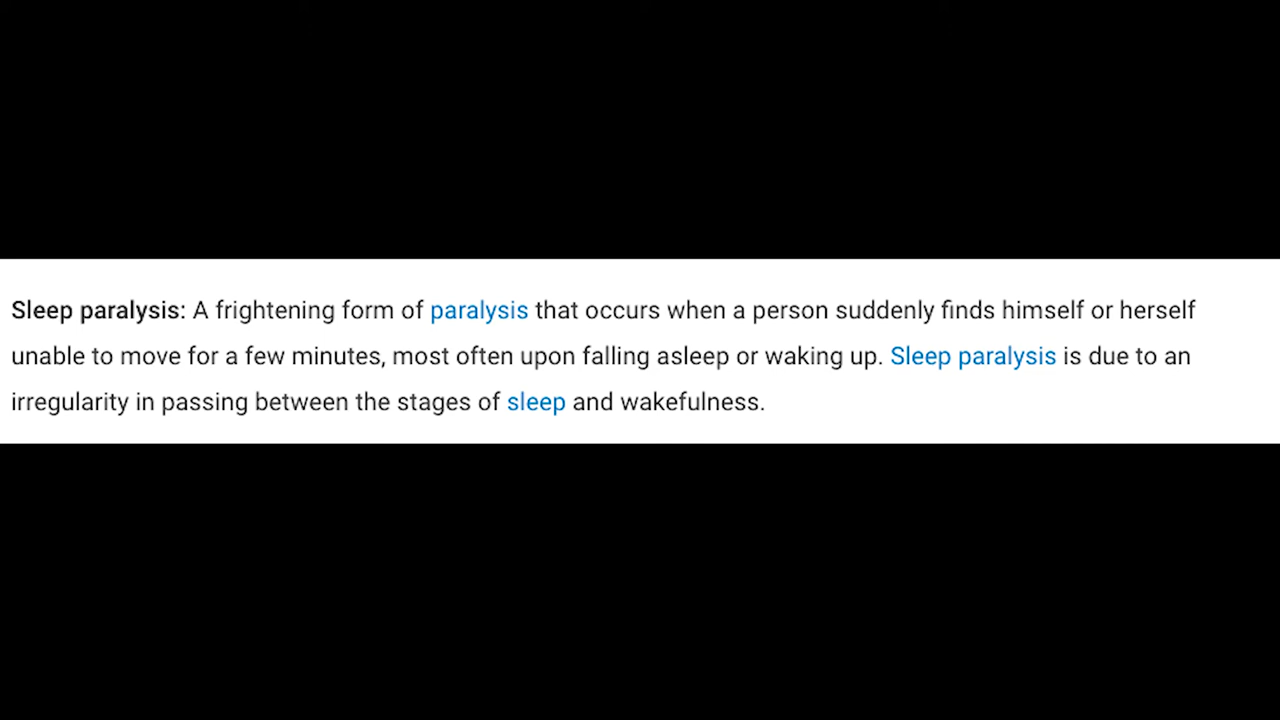 Sleep paralysis: A frightening form of paralysis that occurs when a person suddenly finds himself or herself
unable to move for a few minutes, most often upon falling asleep or waking up. Sleep paralysis is due to an
irregularity in passing between the stages of sleep and wakefulness.